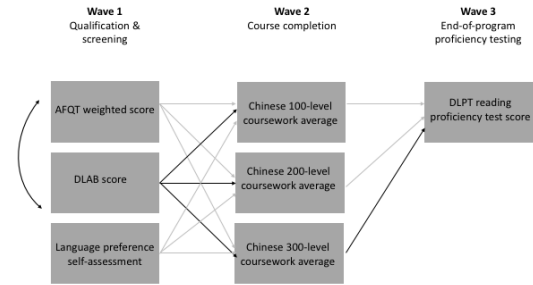 Wave 1
Qualification &
screening
Wave 2
Course completion
Wave 3
End-of-program
proficiency testing
AFQT weighted score
DLAB score
Language preference
self-assessment
Chinese 100-level
coursework average
Chinese 200-level
coursework average
Chinese 300-level
coursework average
DLPT reading
proficiency test score